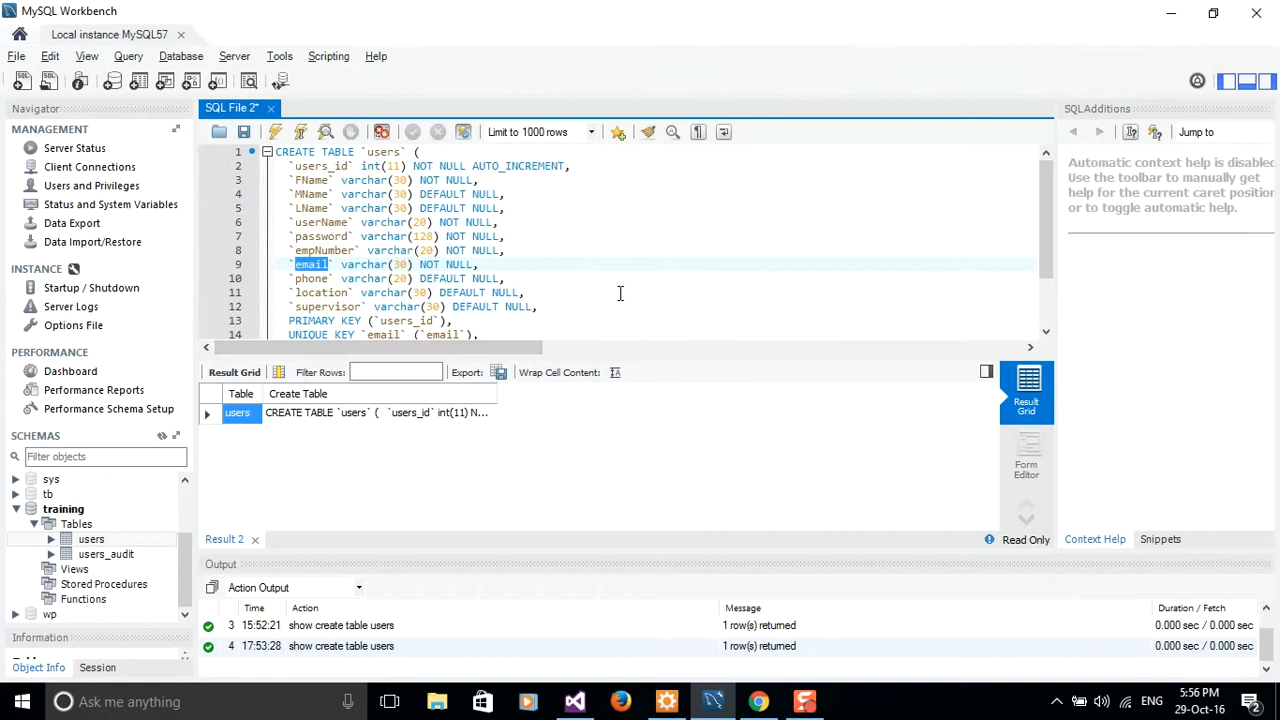 MySQL Workbench
Local instance MySQL57
File Edit View Query Database Server Tools Scripting Help
Navigator
SQL File 2*
SQLAdditions
MANAGEMENT
Server Status
Client Connections
Users and Privileges
Status and System Variables
Data Export
Data Import/Restore
INSTANCE
Startup / Shutdown
Server Logs
Options File
PERFORMANCE
Dashboard
Performance Reports
Performance Schema Setup
SCHEMAS
Filter objects
sys
tb
training
Tables
users
users_audit
Views
Stored Procedures
Functions
wp
Information
Object Info Session
Limit to 1000 rows
1 CREATE TABLE `users` (
2 `users_id` int(11) NOT NULL AUTO_INCREMENT,
3 `FName` varchar(30) NOT NULL,
4 `MName` varchar(30) DEFAULT NULL,
5 `LName` varchar(30) DEFAULT NULL,
6 `userName` varchar(20) NOT NULL,
7 `password` varchar(128) NOT NULL,
8 `empNumber` varchar(20) NOT NULL,
9 `email` varchar(30) NOT NULL,
10 `phone` varchar(20) DEFAULT NULL,
11 `location` varchar(30) DEFAULT NULL,
12 `supervisor` varchar(30) DEFAULT NULL,
13 PRIMARY KEY (`users_id`),
14 UNIQUE KEY `email` (`email`),
Result Grid Filter Rows: Export: Wrap Cell Content:
Table Create Table
users CREATE TABLE `users` ( `users_id` int(11) N...
Result Grid
Form Editor
Result 2
Read Only
Jump to
Automatic context help is disabled
Use the toolbar to manually get
help for the current caret position
or to toggle automatic help.
Context Help Snippets
Output
Action Output
Time Action Message Duration / Fetch
3 15:52:21 show create table users 1 row(s) returned 0.000 sec / 0.000 sec
4 17:53:28 show create table users 1 row(s) returned 0.000 sec / 0.000 sec
Ask me anything
ENG
5:56 PM
29-Oct-16
2